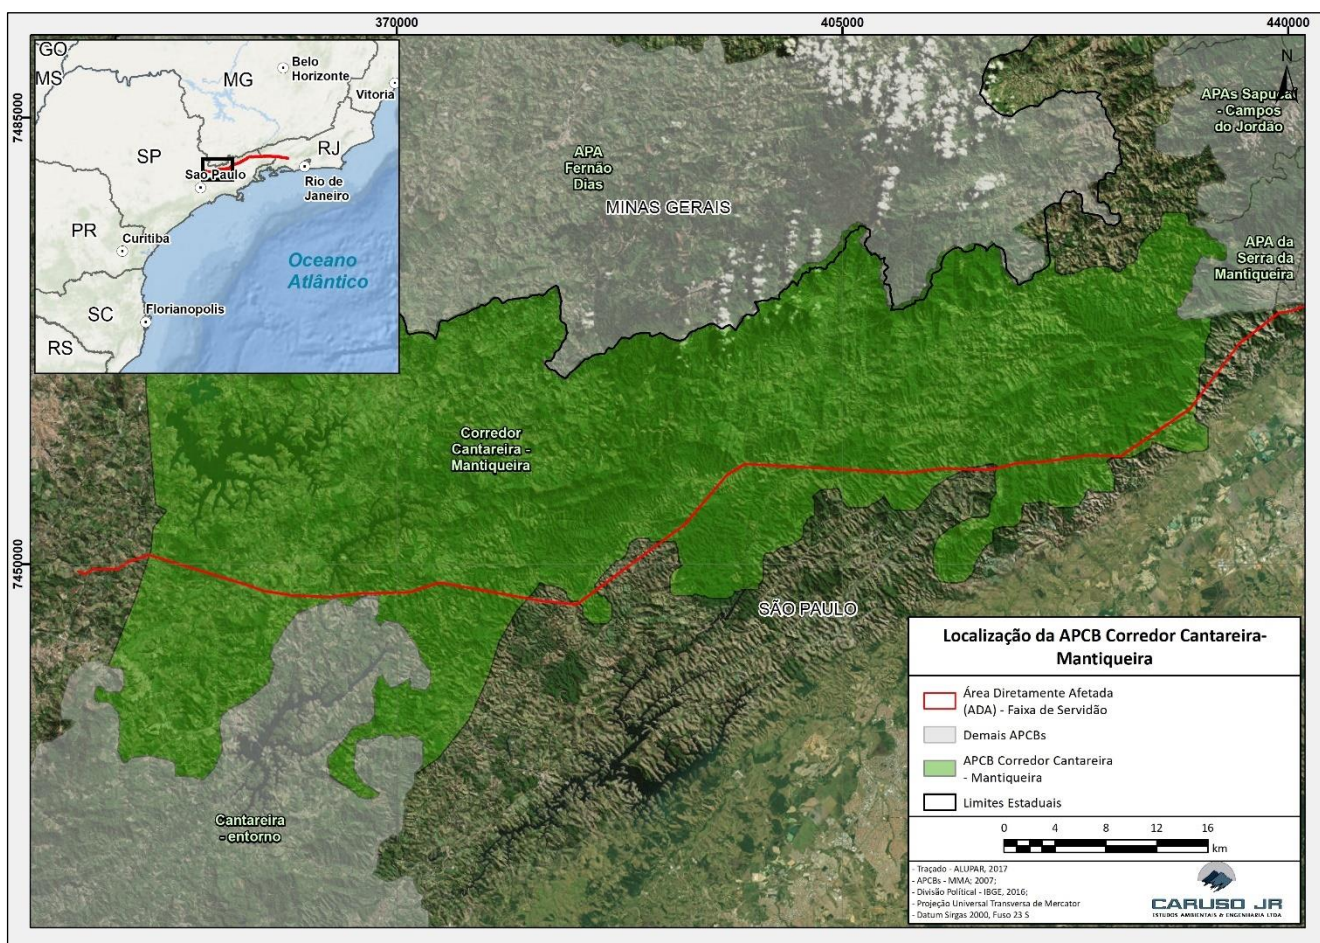 370000
405000
440000
7485000
7450000
GO
MS
MG
Belo
Horizonte
Vitoria
SP
RJ
Sao Paulo
Rio de
Janeiro
PR
Curitiba
Oceano
Atlântico
SC
Florianopolis
RS
N
APAs Sapucaí
- Campos
do Jordão
APA
Fernão
Dias
MINAS GERAIS
APA da
Serra da
Mantiqueira
Corredor
Cantareira -
Mantiqueira
SÃO PAULO
Cantareira
- entorno
Localização da APCB Corredor Cantareira-
Mantiqueira
Área Diretamente Afetada
(ADA) - Faixa de Servidão
Demais APCBs
APCB Corredor Cantareira
- Mantiqueira
Limites Estaduais
0 4 8 12 16
km
- Traçado - ALUPAR, 2017
- APCBs - MMA; 2007;
- Divisão Polítical - IBGE, 2016;
- Projeção Universal Transversa de Mercator
- Datum Sirgas 2000, Fuso 23 S
CARUSO JR
ESTUDOS AMBIENTAIS & ENGENHARIA LTDA